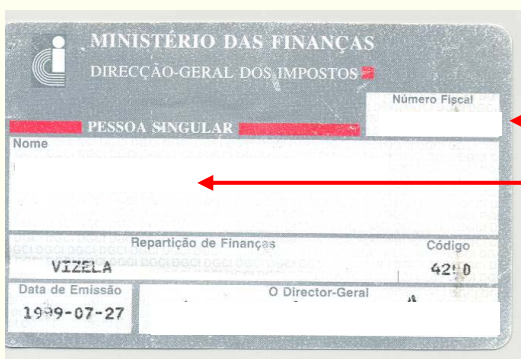 MINISTÉRIO DAS FINANÇAS
DIRECÇÃO-GERAL DOS IMPOSTOS
Número Fiscal
PESSOA SINGULAR
Nome
Repartição de Finanças
Código
VIZELA
Data de Emissão
O Director-Geral
1999-07-27